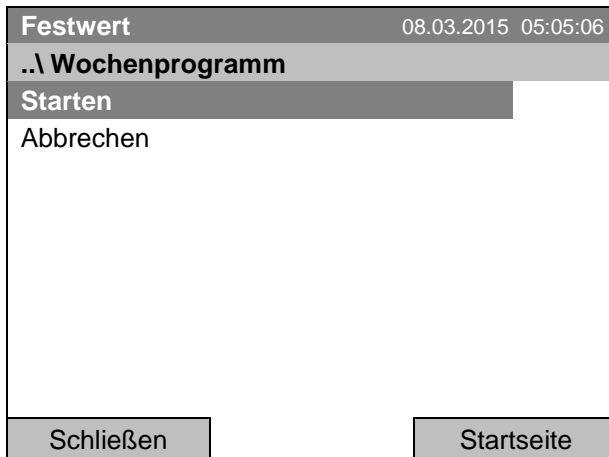 Festwert 08.03.2015 05:05:06
..\ Wochenprogramm
Starten
Abbrechen
Schließen Startseite